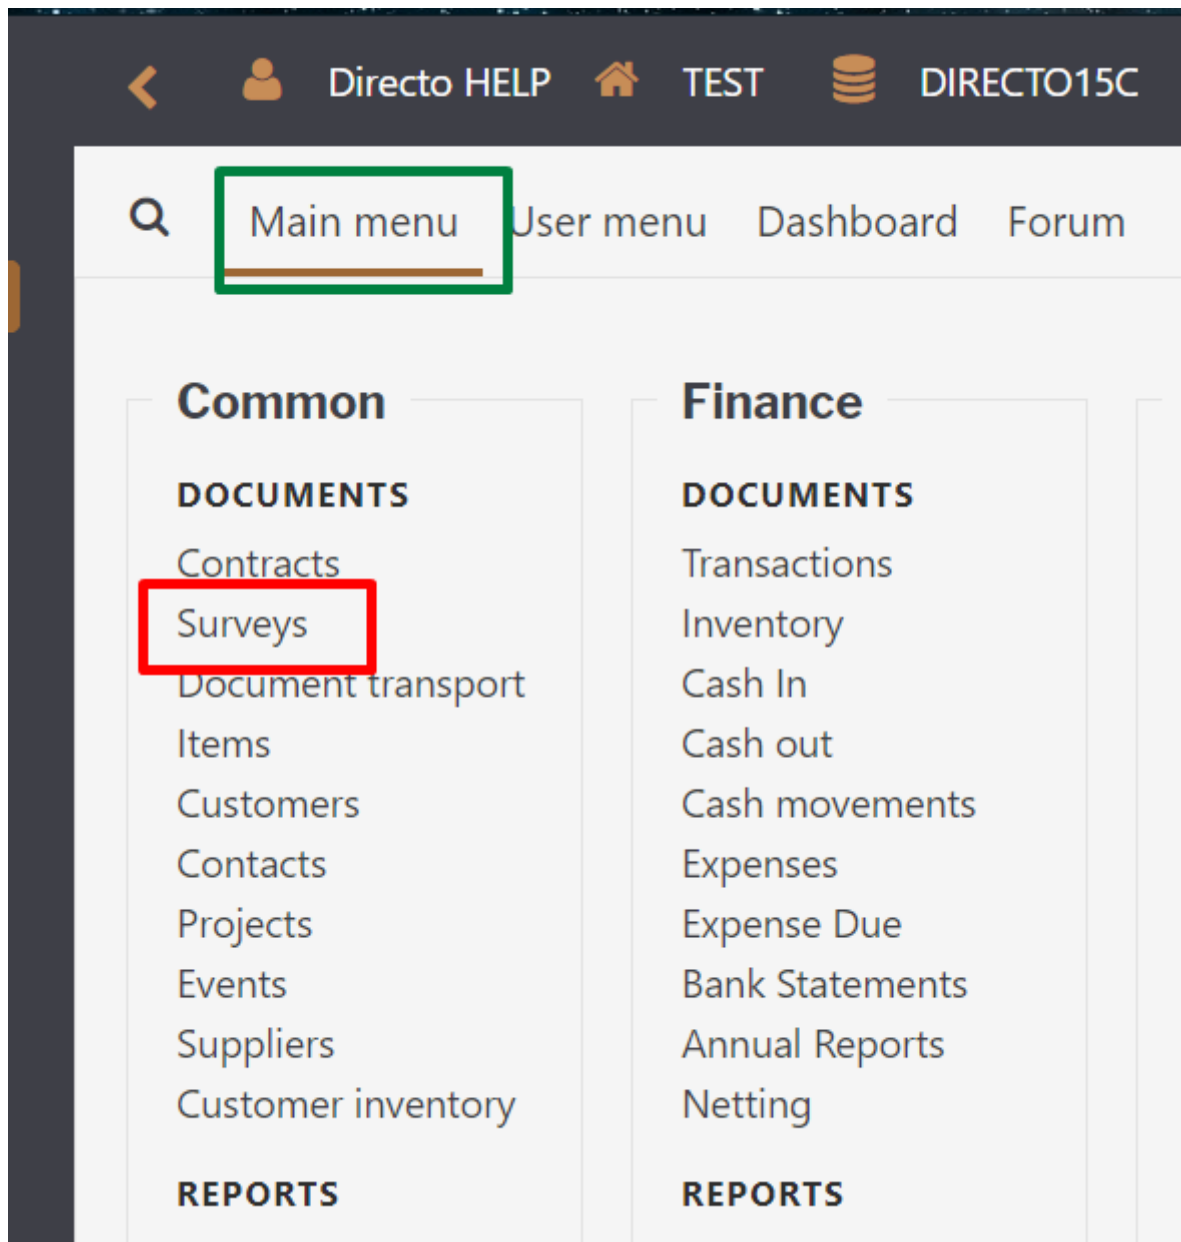 Directo HELP TEST DIRECTO15C
Main menu User menu Dashboard Forum
Common
DOCUMENTS
Contracts
Surveys
Document transport
Items
Customers
Contacts
Projects
Events
Suppliers
Customer inventory
REPORTS
Finance
DOCUMENTS
Transactions
Inventory
Cash In
Cash out
Cash movements
Expenses
Expense Due
Bank Statements
Annual Reports
Netting
REPORTS